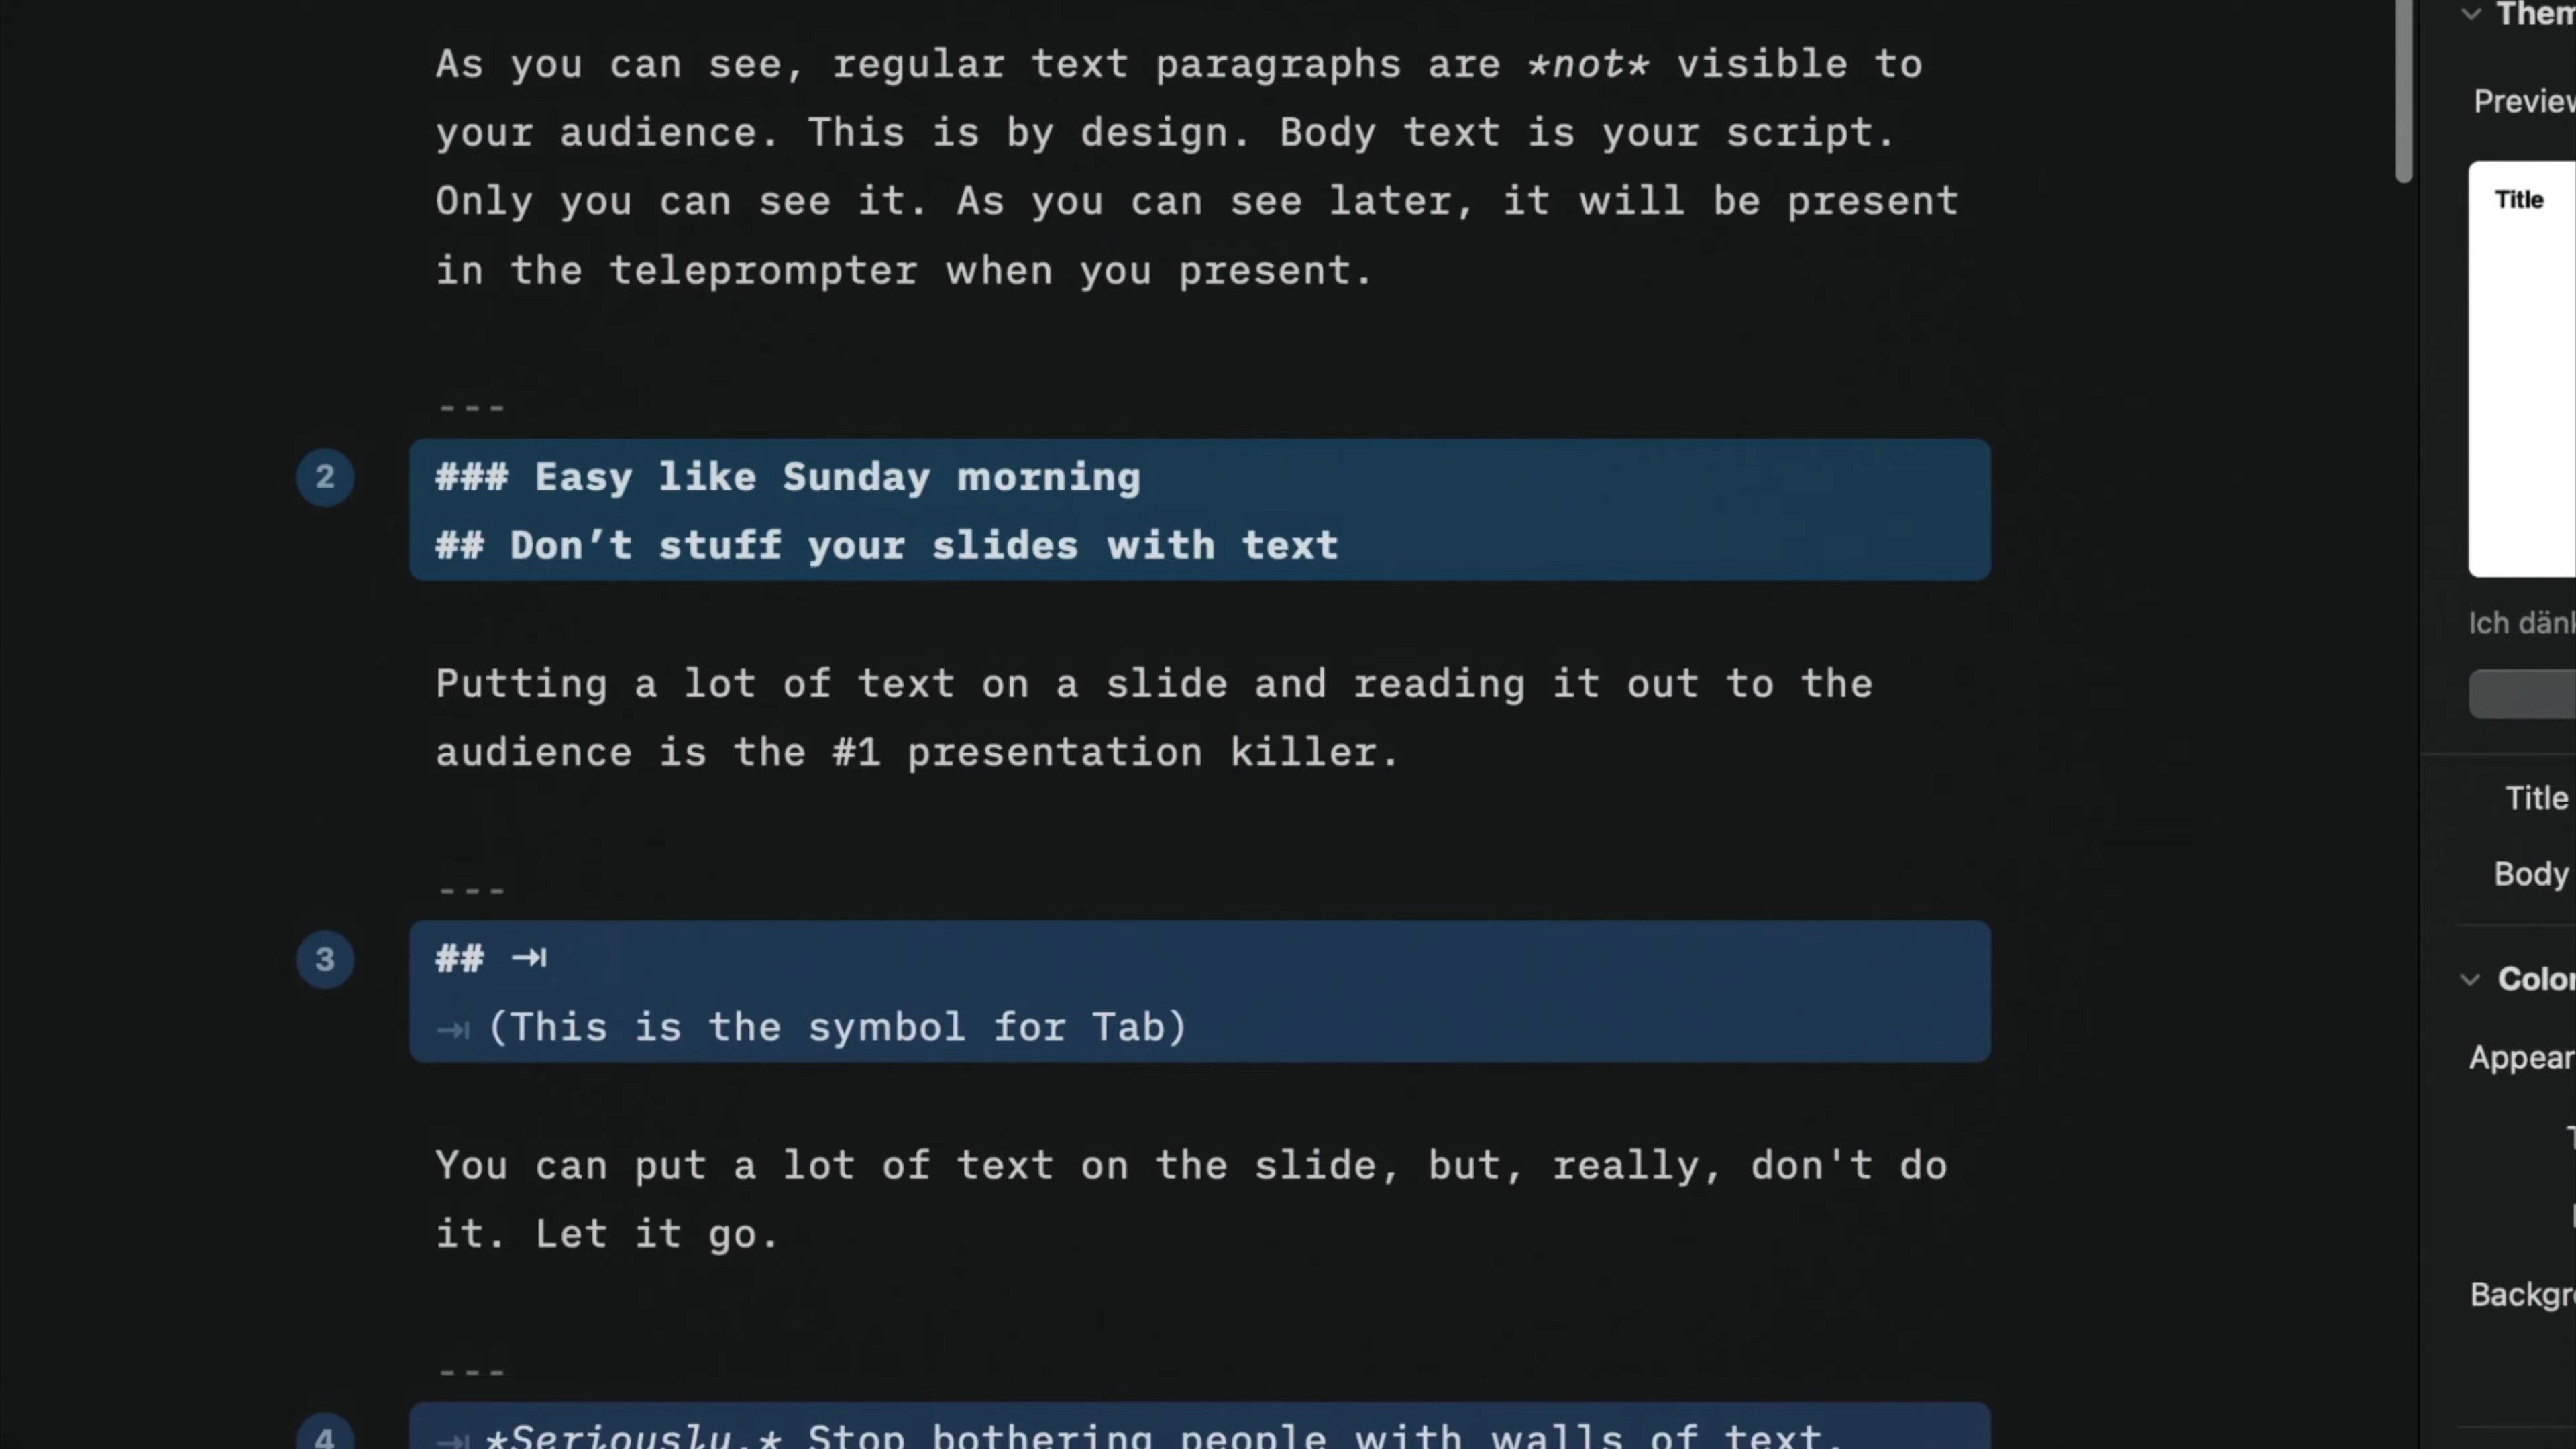 As you can see, regular text paragraphs are *not* visible to
your audience. This is by design. Body text is your script.
Only you can see it. As you can see later, it will be present
in the teleprompter when you present.
---
2
### Easy like Sunday morning
## Don’t stuff your slides with text
Putting a lot of text on a slide and reading it out to the
audience is the #1 presentation killer.
---
3
## ⇥
⇥ (This is the symbol for Tab)
You can put a lot of text on the slide, but, really, don't do
it. Let it go.
---
4
⇥ *Seriously.* Stop bothering people with walls of text.
Title
Ich
Title
Body